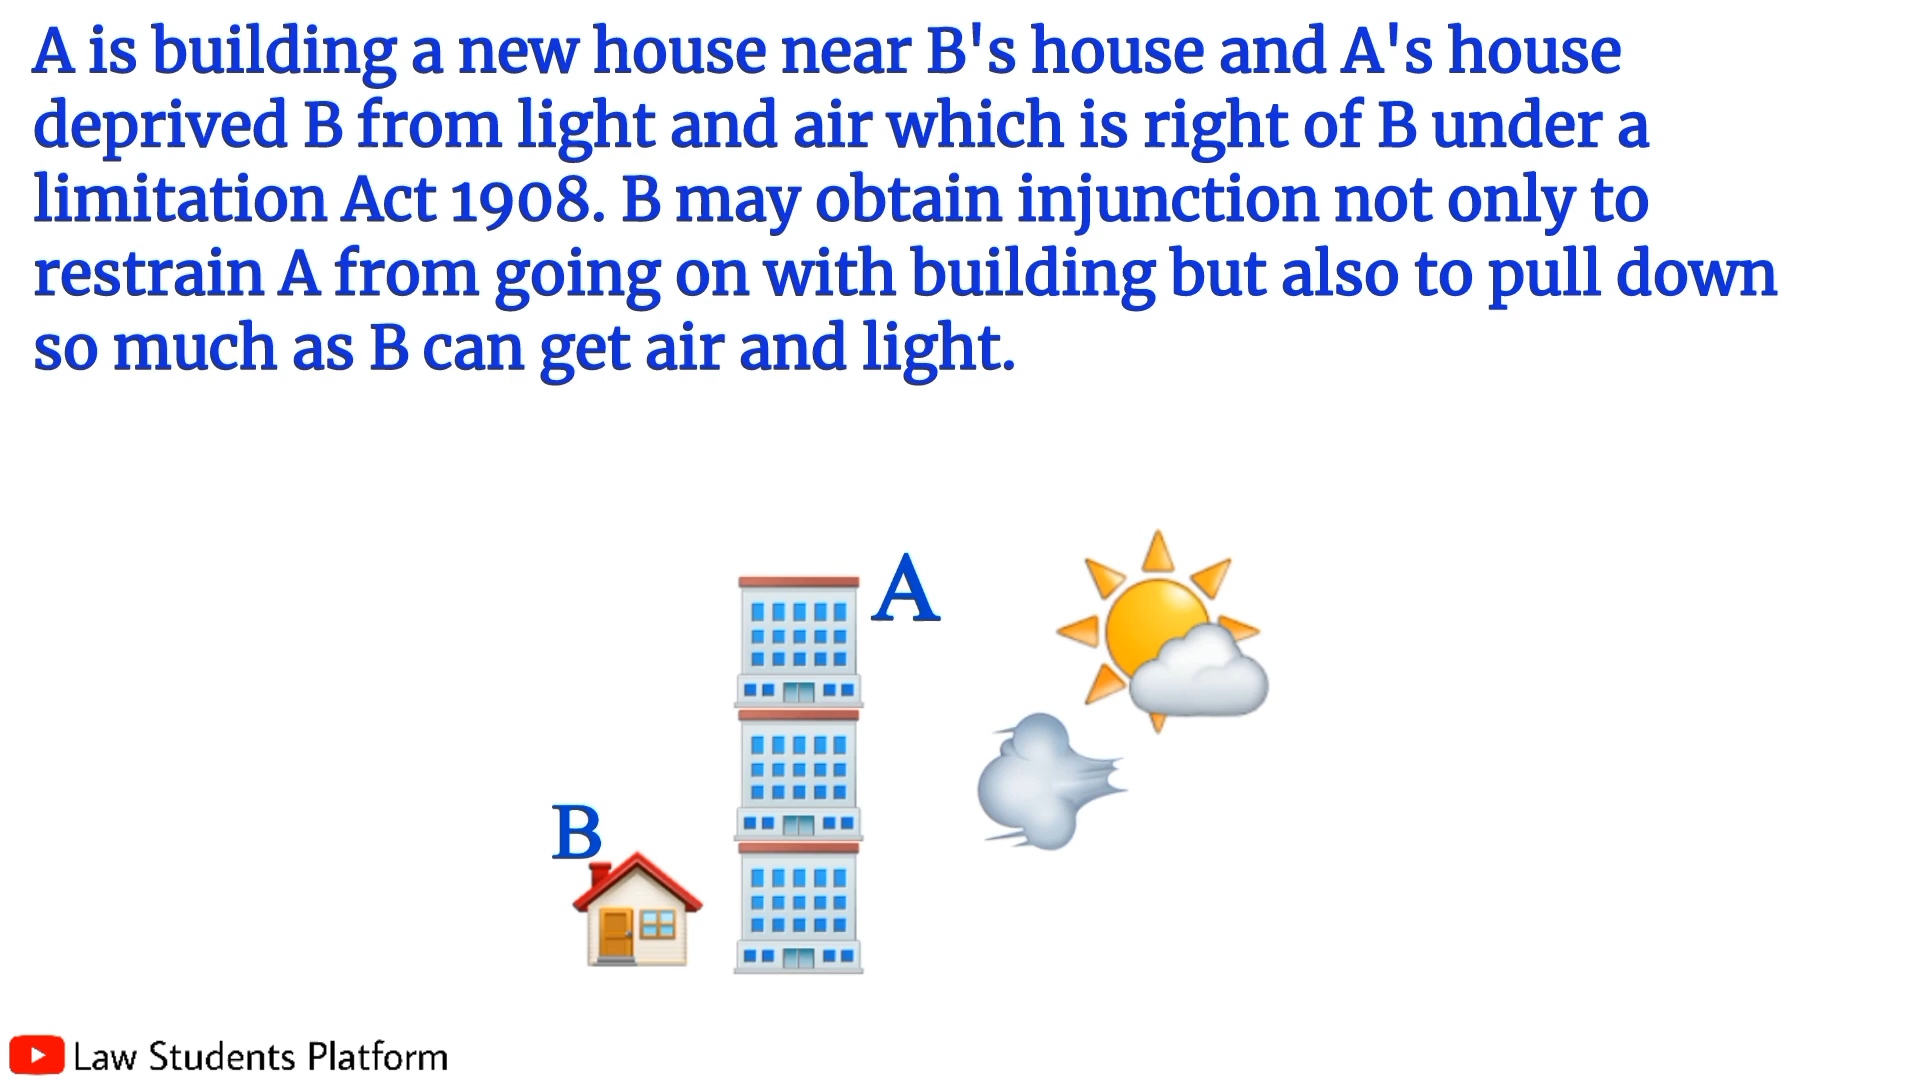 A is building a new house near B's house and A's house
deprived B from light and air which is right of B under a
limitation Act 1908. B may obtain injunction not only to
restrain A from going on with building but also to pull down
so much as B can get air and light.
A
B
Law Students Platform